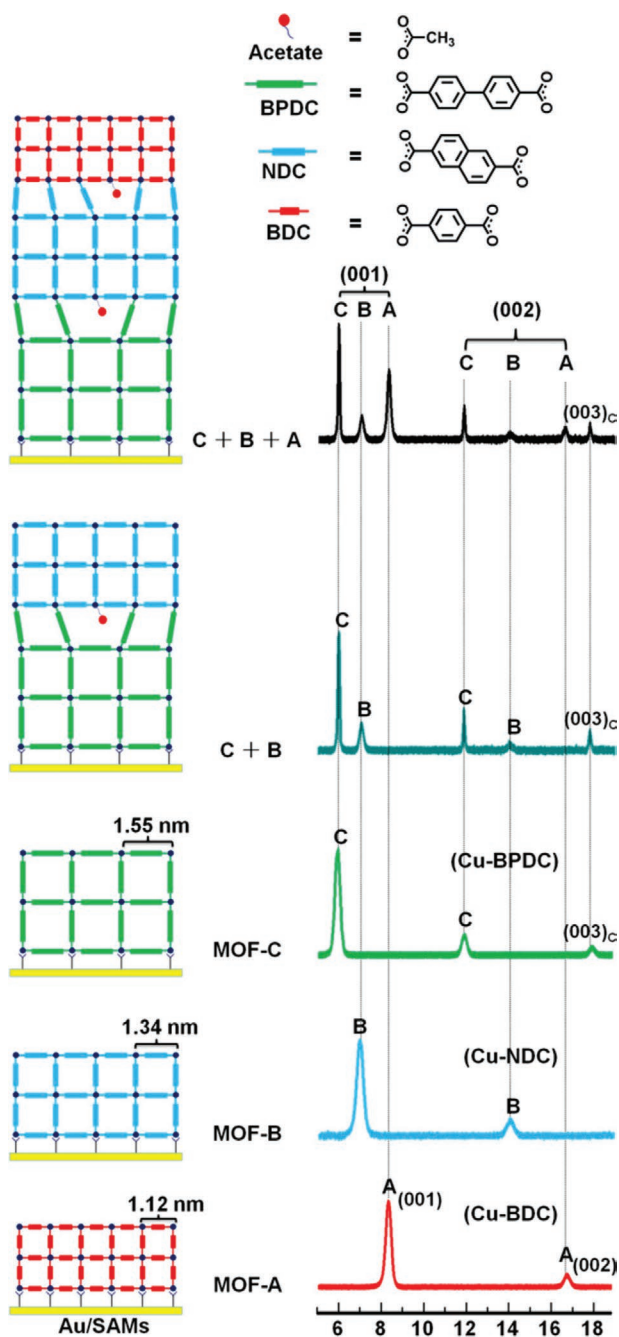 Acetate = O O CH3
BPDC = O O O O
NDC = O O O O
BDC = O O O O
(001)
C B A
(002)
C B A
(003)C
C + B + A
C
B
C
B
(003)C
C + B
1.55 nm
C
(Cu-BPDC)
C
(003)C
MOF-C
1.34 nm
B
(Cu-NDC)
B
MOF-B
1.12 nm
A (001)
(Cu-BDC)
A (002)
MOF-A
Au/SAMs
6 8 10 12 14 16 18